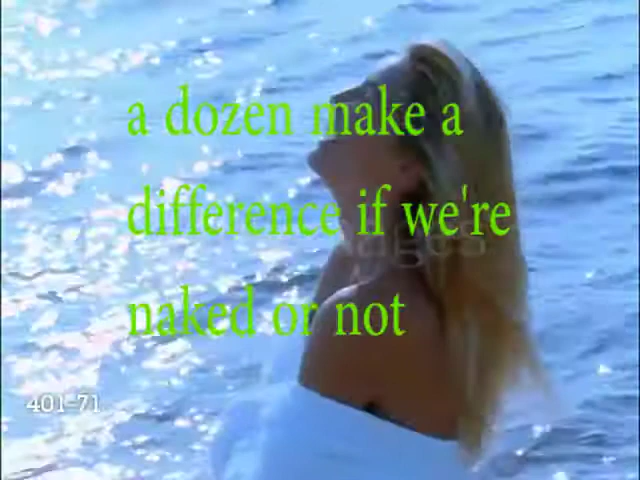 a dozen make a
difference if we're
naked or not
401-71